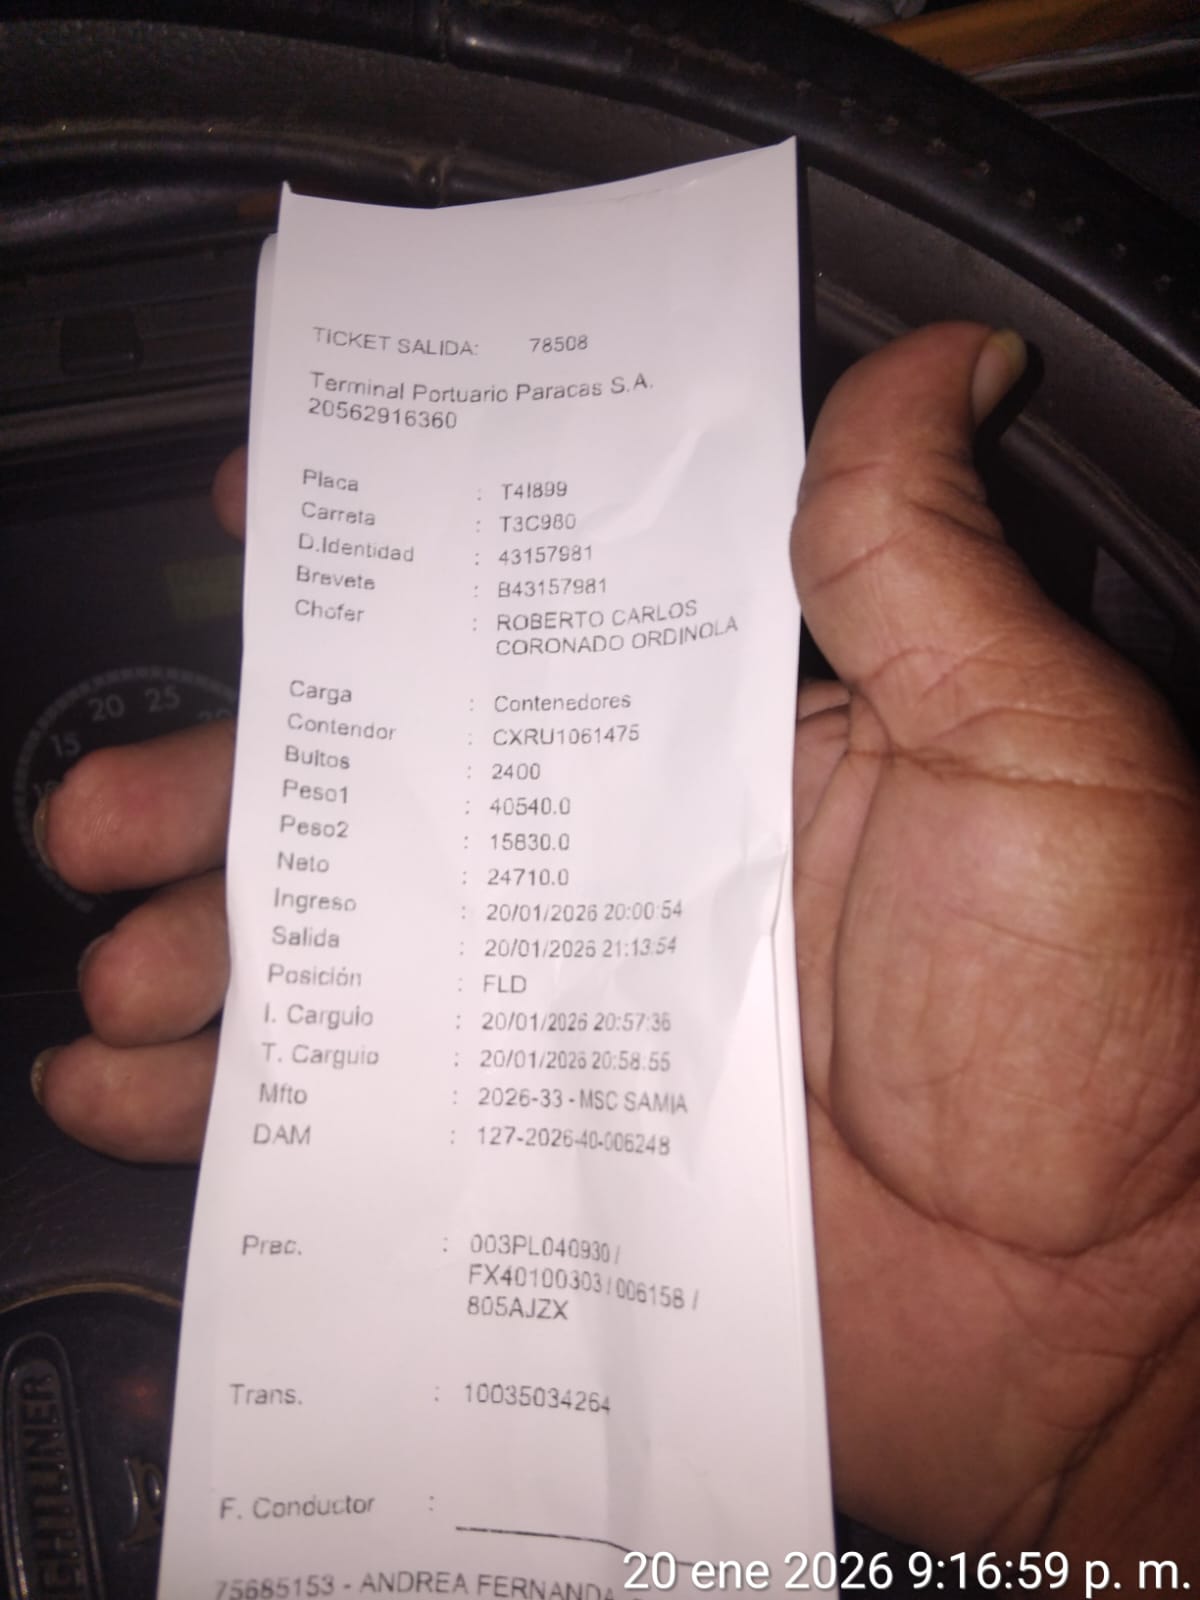 TICKET SALIDA: 78508
Terminal Portuario Paracas S.A.
20562916360
Placa : T4I899
Carreta : T3C980
D.Identidad : 43157981
Brevete : B43157981
Chofer : ROBERTO CARLOS
CORONADO ORDINOLA
Carga : Contenedores
Contendor : CXRU1061475
Bultos : 2400
Peso1 : 40540.0
Peso2 : 15830.0
Neto : 24710.0
Ingreso : 20/01/2026 20:00:54
Salida : 20/01/2026 21:13:54
Posición : FLD
I. Carguio : 20/01/2026 20:57:36
T. Carguio : 20/01/2026 20:58:55
Mfto : 2026-33 - MSC SAMIA
DAM : 127-2026-40-006248
Prec. : 003PL040930 /
FX40100303 / 006158 /
805AJZX
Trans. : 10035034264
F. Conductor :
75685153 - ANDREA FERNANDA
20 ene 2026 9:16:59 p. m.
15
20
25